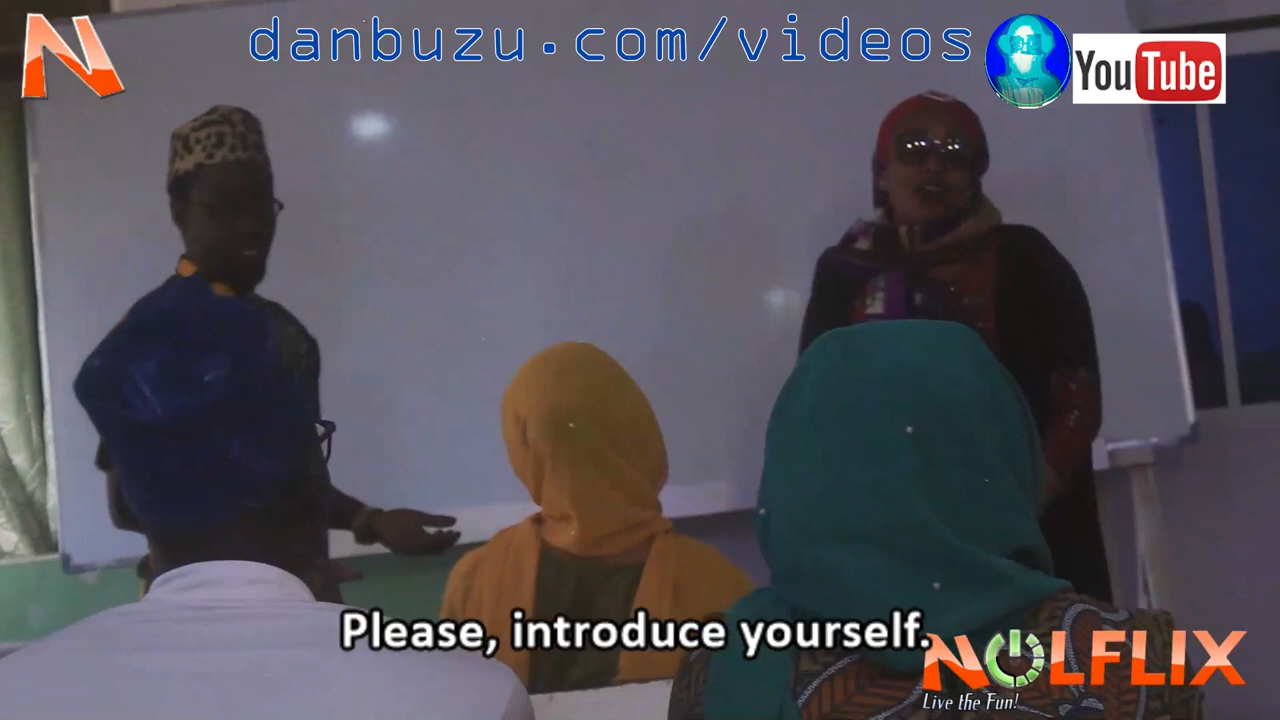 N
danbuzu.com/videos
YouTube
Please, introduce yourself.
NOLFLIX
Live the Fun!